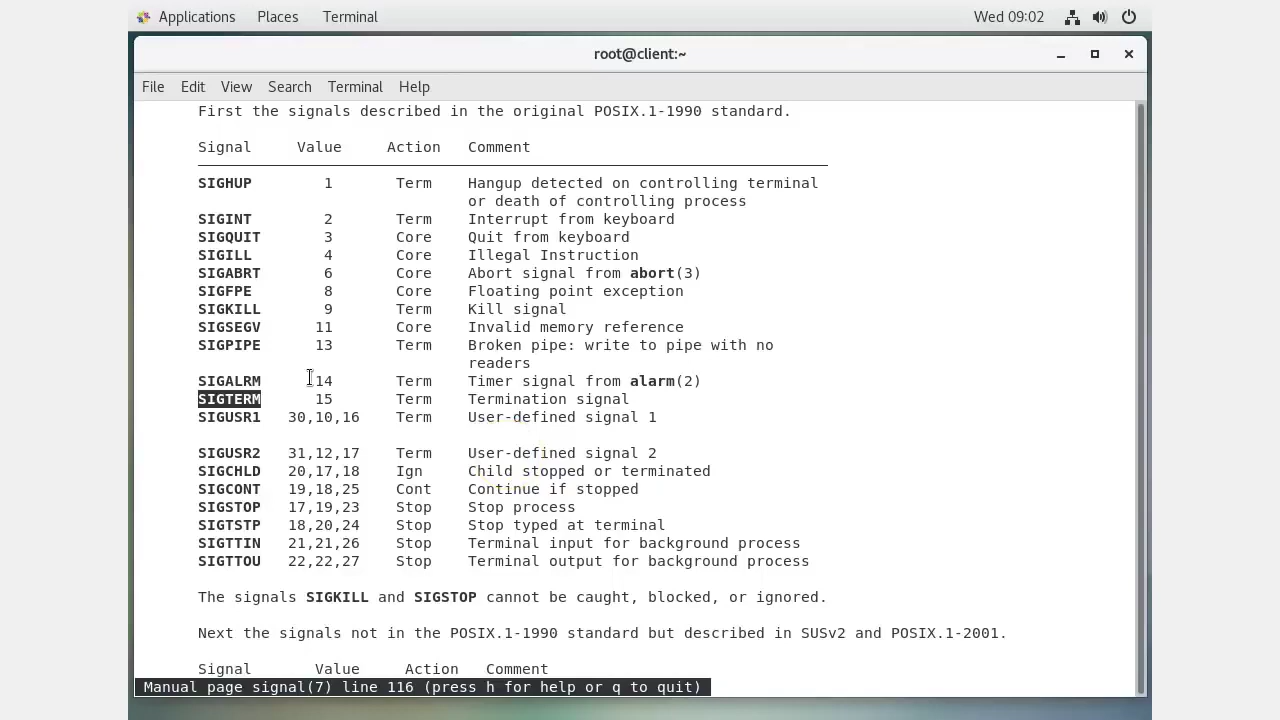 Applications Places Terminal Wed 09:02
root@client:~
File Edit View Search Terminal Help
First the signals described in the original POSIX.1-1990 standard.
Signal Value Action Comment
SIGHUP 1 Term Hangup detected on controlling terminal
or death of controlling process
SIGINT 2 Term Interrupt from keyboard
SIGQUIT 3 Core Quit from keyboard
SIGILL 4 Core Illegal Instruction
SIGABRT 6 Core Abort signal from abort(3)
SIGFPE 8 Core Floating point exception
SIGKILL 9 Term Kill signal
SIGSEGV 11 Core Invalid memory reference
SIGPIPE 13 Term Broken pipe: write to pipe with no
readers
SIGALRM 14 Term Timer signal from alarm(2)
SIGTERM 15 Term Termination signal
SIGUSR1 30,10,16 Term User-defined signal 1
SIGUSR2 31,12,17 Term User-defined signal 2
SIGCHLD 20,17,18 Ign Child stopped or terminated
SIGCONT 19,18,25 Cont Continue if stopped
SIGSTOP 17,19,23 Stop Stop process
SIGTSTP 18,20,24 Stop Stop typed at terminal
SIGTTIN 21,21,26 Stop Terminal input for background process
SIGTTOU 22,22,27 Stop Terminal output for background process
The signals SIGKILL and SIGSTOP cannot be caught, blocked, or ignored.
Next the signals not in the POSIX.1-1990 standard but described in SUSv2 and POSIX.1-2001.
Signal Value Action Comment
Manual page signal(7) line 116 (press h for help or q to quit)